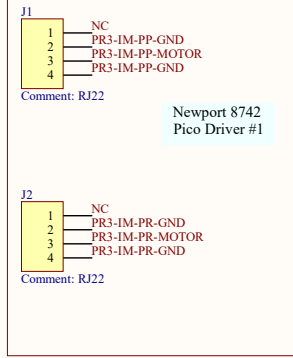 J1
1 NC
2 PR3-IM-PP-GND
3 PR3-IM-PP-MOTOR
4 PR3-IM-PP-GND
Comment: RJ22
Newport 8742
Pico Driver #1
J2
1 NC
2 PR3-IM-PR-GND
3 PR3-IM-PR-MOTOR
4 PR3-IM-PR-GND
Comment: RJ22